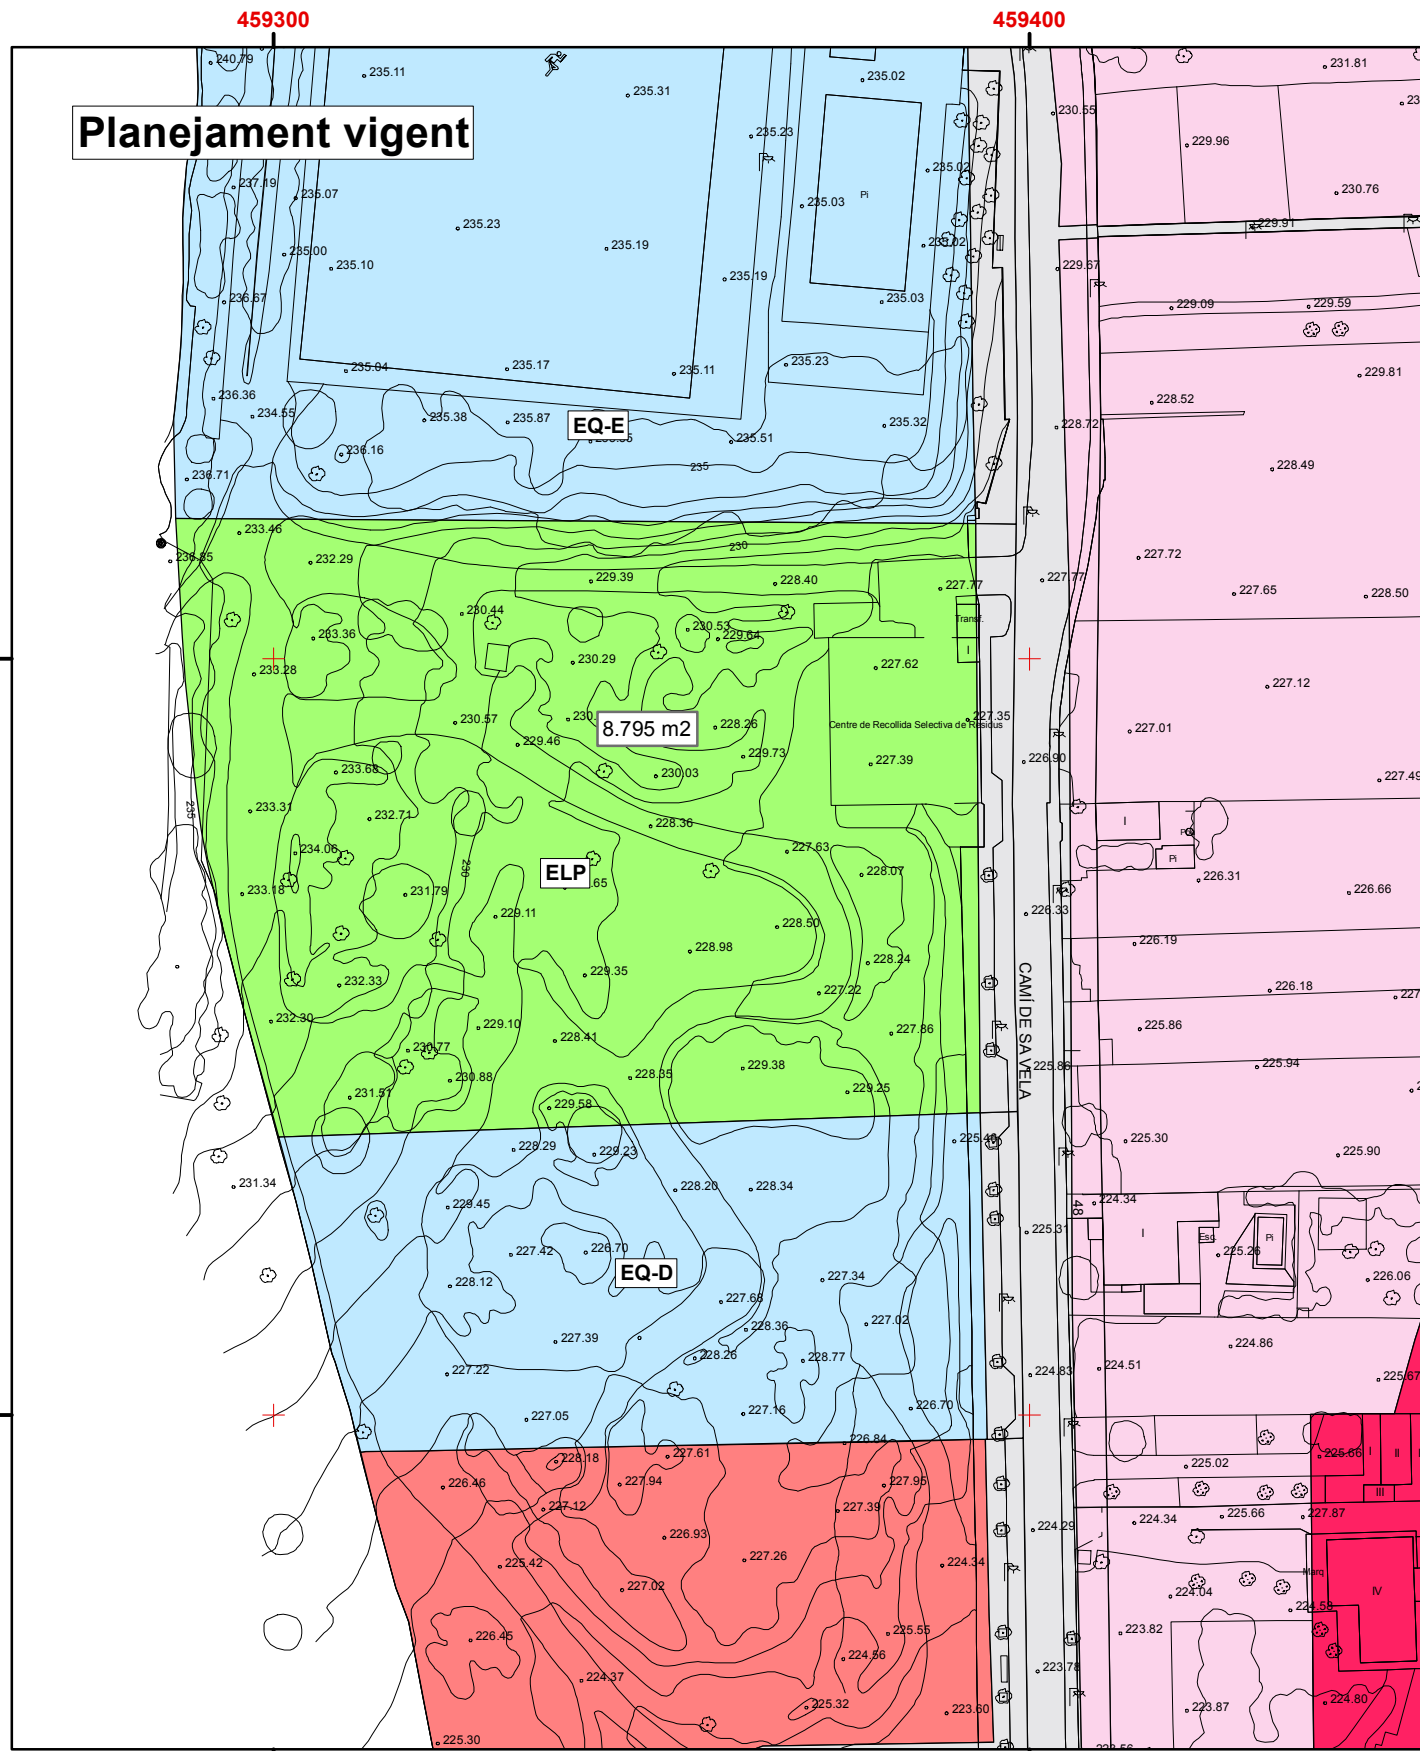 459300 459400
Planejament vigent
240.79 235.11 235.31 235.02 231.81
235.23 230.55 229.96
237.19 235.07 235.03 Pi 235.02 230.76
235.23 235.19 235.02 229.91
235.00 235.10 235.19 229.67
236.67 235.03 229.09 229.59
235.04 235.17 235.11 235.23 229.81
236.36 234.55 235.38 235.87 EQ-E 235.32 228.52 228.72
236.16 235.51 235 228.49
236.71
233.46 230 227.72
236.85 232.29 229.39 228.40 227.77 227.77 227.65 228.50
230.44 230.53 229.64 Transf.
233.36 230.29 227.62 I
233.28 227.12
230.57 8.795 m2 228.26 Centre de Recollida Selectiva de Residus 227.35 227.01
229.46 229.73 227.39 226.90
233.68 230.03 227.49
233.31 235 232.71 228.36 I
234.06 230 227.63 Pi
233.18 231.79 ELP 228.07 226.31 226.66
229.11 228.50 226.33
228.98 228.24 226.19
232.33 229.35 227.22 CAMÍ DE SA VELA 226.18
232.30 229.10 228.41 227.86 225.86
230.77 229.38 225.86 225.94
231.51 230.88 228.35 229.25
229.58
228.29 229.23 225.40 225.30 225.90
231.34 229.45 228.20 228.34 224.34 48
227.42 226.70 225.31 I Esc. Pi 225.26
228.12 EQ-D 227.34 226.06
227.68
227.39 228.36 227.02 224.86
227.22 228.26 228.77 224.83 224.51 225.67
227.05 227.16 226.70
226.84
228.18 227.61 225.02 225.66 I II
226.46 227.94 227.95 III
227.12 227.39 225.66 227.87
226.93 224.29 224.34
225.42 227.26 224.34 Marq
227.02 224.04 224.58 IV
226.45 225.55 223.82
224.37 224.56 223.78
225.32 223.60 223.87 224.80
225.30